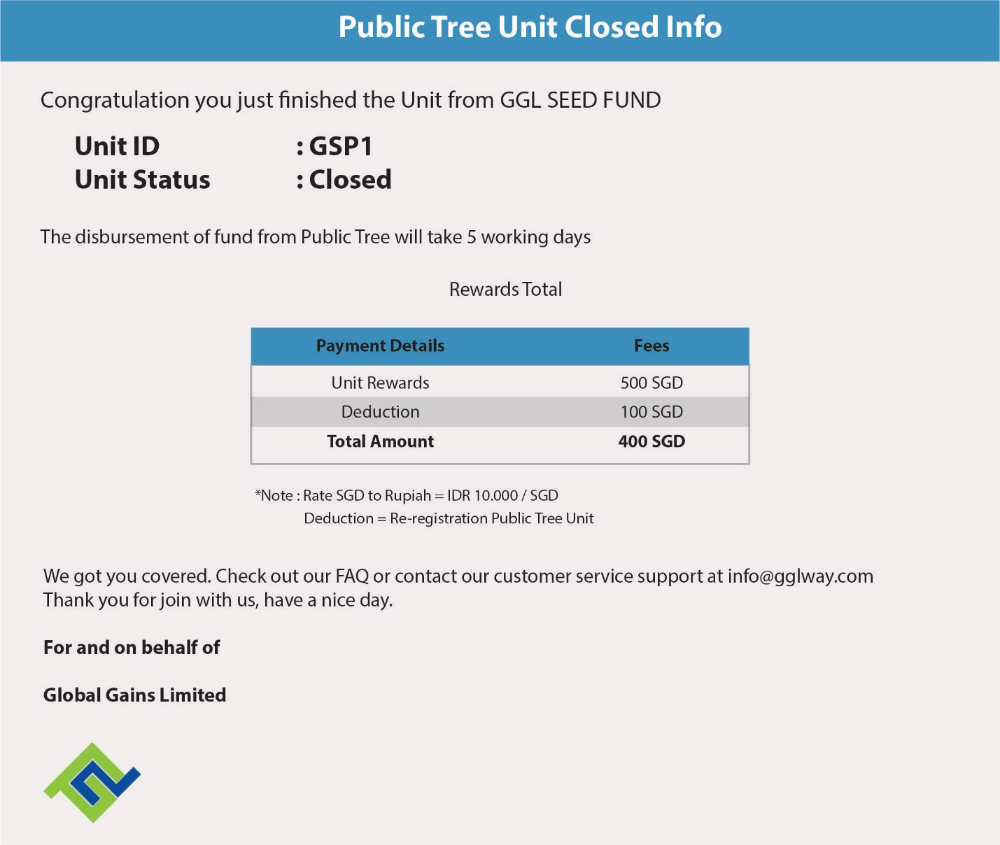 Public Tree Unit Closed Info
Congratulation you just finished the Unit from GGL SEED FUND
Unit ID : GSP1
Unit Status : Closed
The disbursement of fund from Public Tree will take 5 working days
Rewards Total
Payment Details Fees
Unit Rewards 500 SGD
Deduction 100 SGD
Total Amount 400 SGD
*Note : Rate SGD to Rupiah = IDR 10.000 / SGD
Deduction = Re-registration Public Tree Unit
We got you covered. Check out our FAQ or contact our customer service support at info@gglway.com
Thank you for join with us, have a nice day.
For and on behalf of
Global Gains Limited